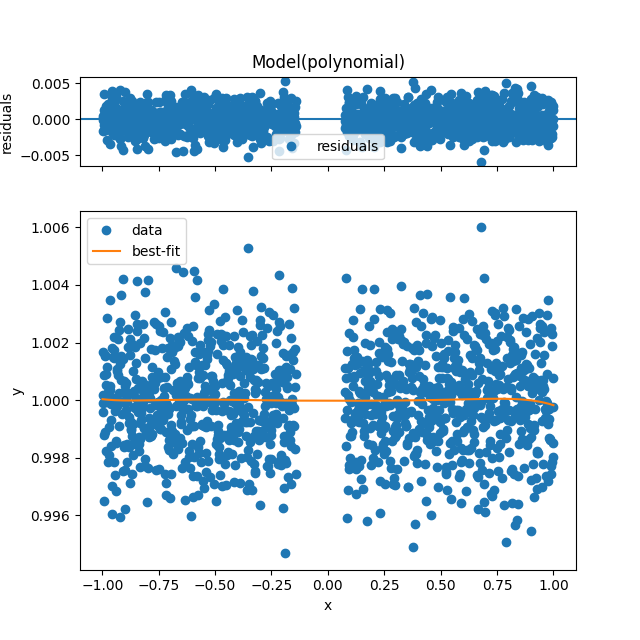 Model(polynomial)
0.005
0.000
−0.005
residuals
residuals
data
best-fit
1.006
1.004
1.002
1.000
0.998
0.996
y
−1.00 −0.75 −0.50 −0.25 0.00 0.25 0.50 0.75 1.00
x